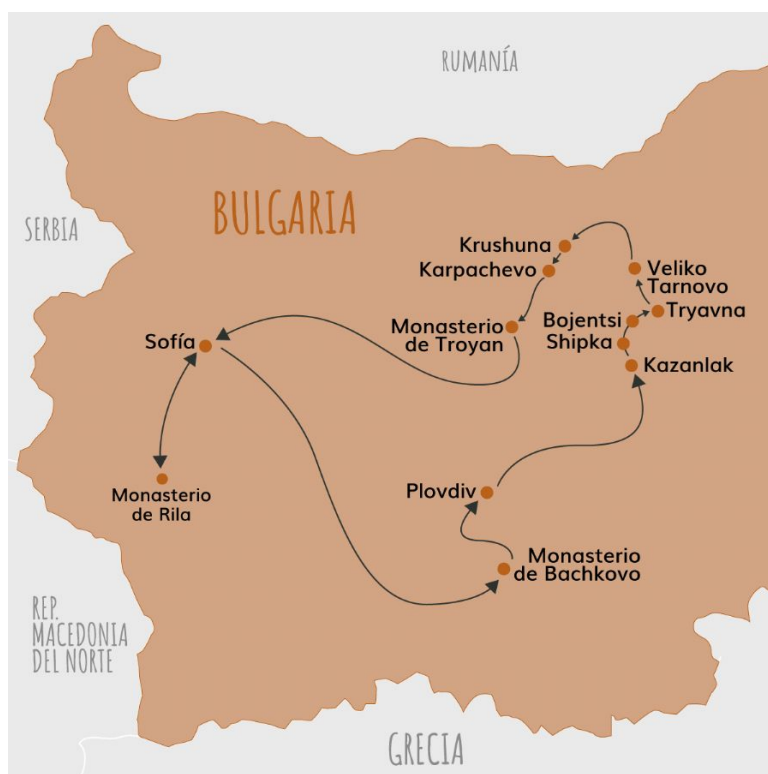 RUMANÍA
BULGARIA
SERBIA
Krushuna
Karpachevo
Veliko
Tarnovo
Tryavna
Bojentsi
Shipka
Monasterio
de Troyan
Sofía
Kazanlak
Monasterio
de Rila
Plovdiv
Monasterio
de Bachkovo
REP.
MACEDONIA
DEL NORTE
GRECIA